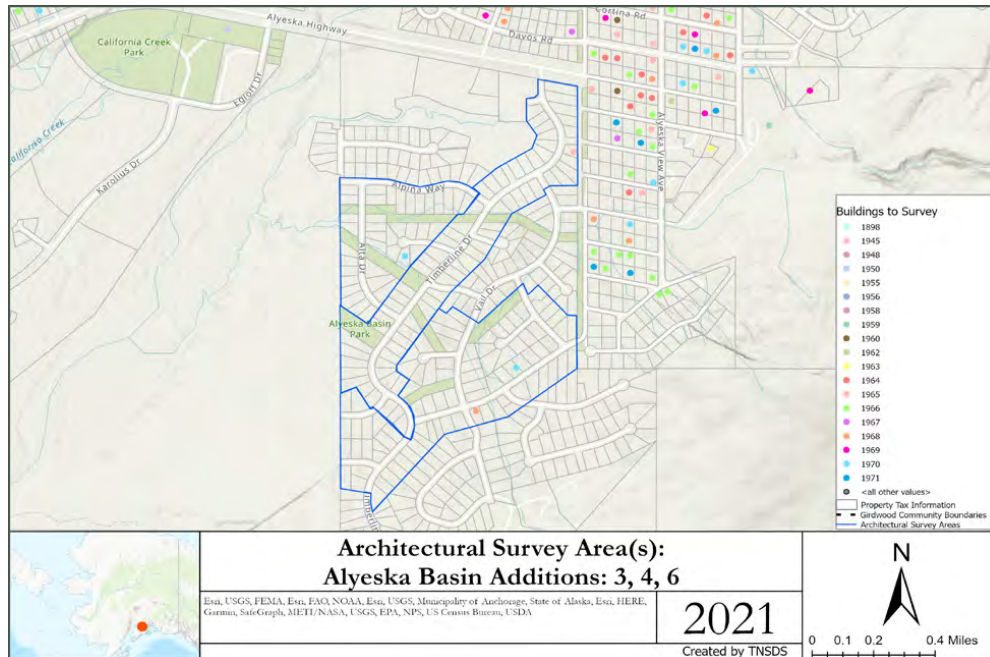 Alyeska Highway
Cortina Rd
Davos Rd
California Creek
Park
Egloff Dr
California Creek
Karolius Dr
Alyeska View Ave
Alpina Way
Alta Dr
Timberline Dr
Vail Dr
Alyeska Basin
Park
Timberline
Buildings to Survey
1898
1945
1948
1950
1955
1956
1958
1959
1960
1962
1963
1964
1965
1966
1967
1968
1969
1970
1971
<all other values>
Property Tax Information
Girdwood Community Boundaries
Architectural Survey Areas
Architectural Survey Area(s):
Alyeska Basin Additions: 3, 4, 6
Esri, USGS, FEMA, Esri, FAO, NOAA, Esri, USGS, Municipality of Anchorage, State of Alaska, Esri, HERE,
Garmin, SafeGraph, METI/NASA, USGS, EPA, NPS, US Census Bureau, USDA
2021
Created by TNSDS
N
0 0.1 0.2 0.4 Miles